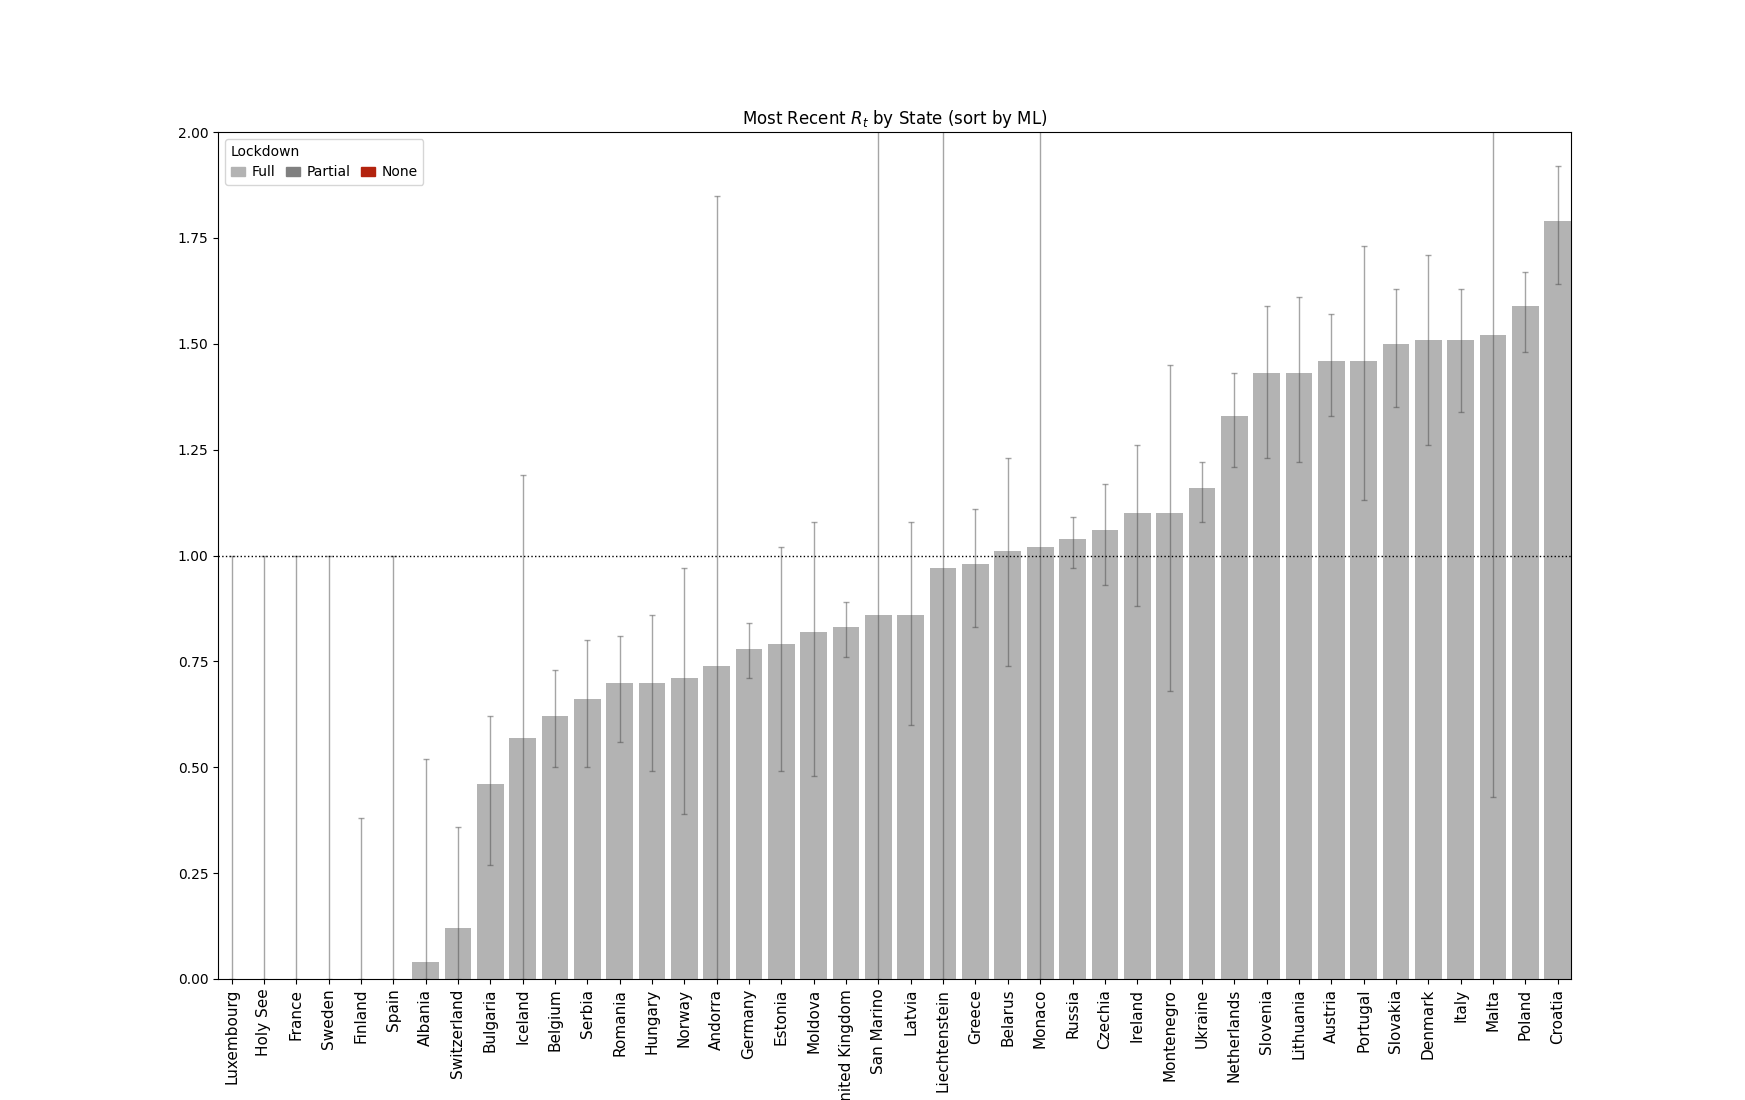 Most Recent Rt by State (sort by ML)
Lockdown
Full Partial None
2.00
1.75
1.50
1.25
1.00
0.75
0.50
0.25
0.00
Luxembourg
Holy See
France
Sweden
Finland
Spain
Albania
Switzerland
Bulgaria
Iceland
Belgium
Serbia
Romania
Hungary
Norway
Andorra
Germany
Estonia
Moldova
nited Kingdom
San Marino
Latvia
Liechtenstein
Greece
Belarus
Monaco
Russia
Czechia
Ireland
Montenegro
Ukraine
Netherlands
Slovenia
Lithuania
Austria
Portugal
Slovakia
Denmark
Italy
Malta
Poland
Croatia